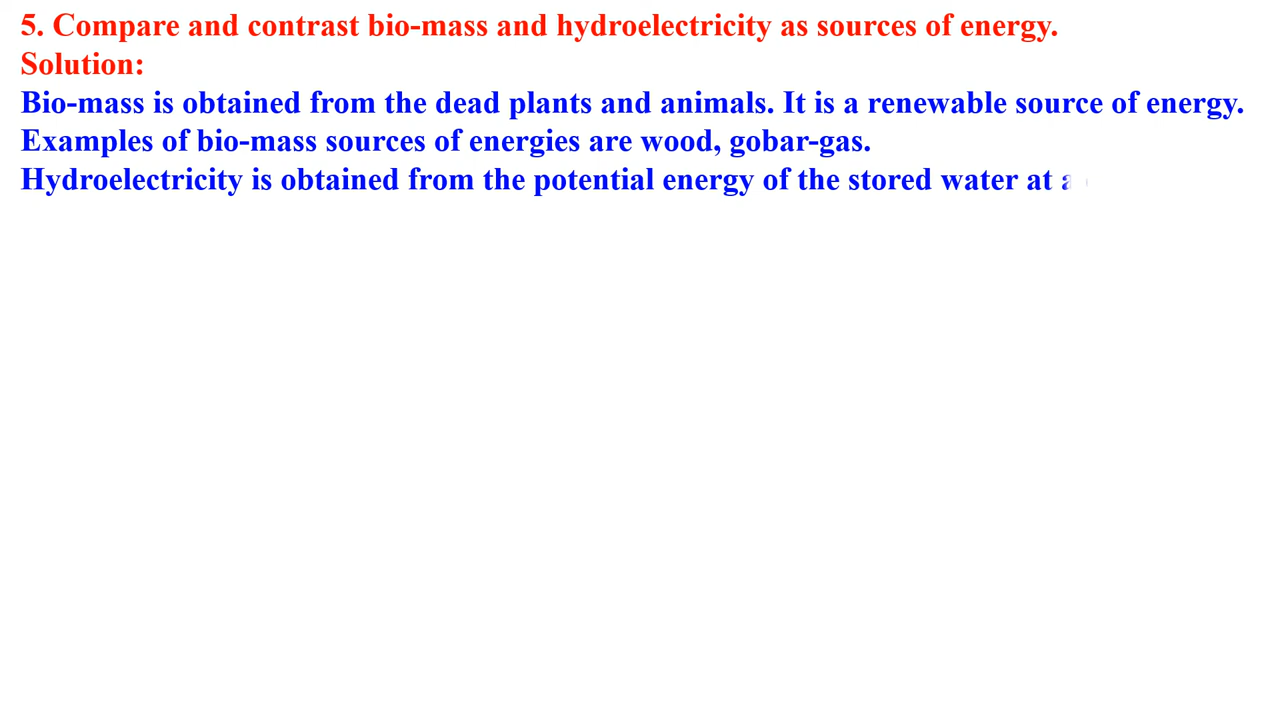 5. Compare and contrast bio-mass and hydroelectricity as sources of energy.
Solution:
Bio-mass is obtained from the dead plants and animals. It is a renewable source of energy.
Examples of bio-mass sources of energies are wood, gobar-gas.
Hydroelectricity is obtained from the potential energy of the stored water at a